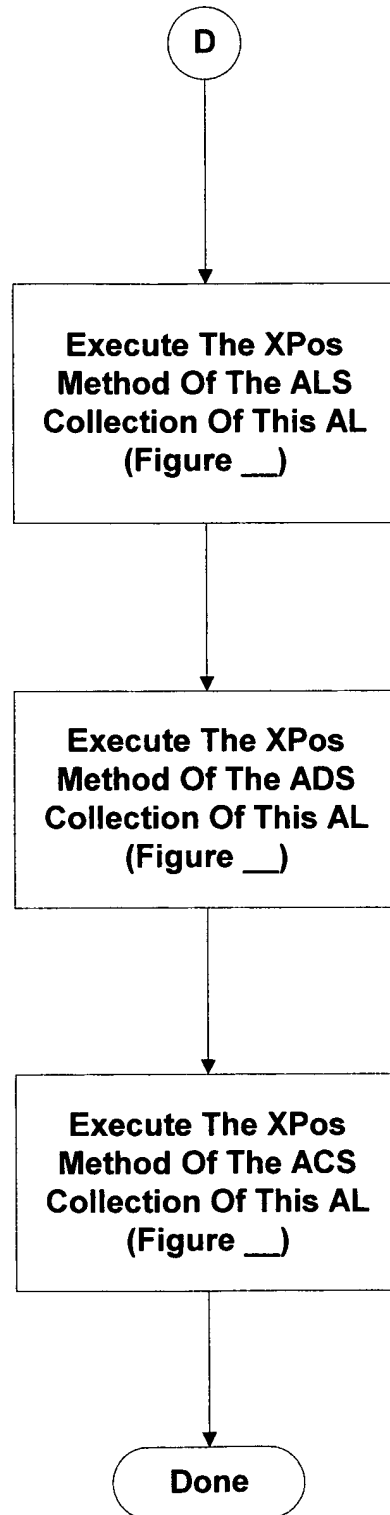 D
Execute The XPos
Method Of The ALS
Collection Of This AL
(Figure __)
Execute The XPos
Method Of The ADS
Collection Of This AL
(Figure __)
Execute The XPos
Method Of The ACS
Collection Of This AL
(Figure __)
Done